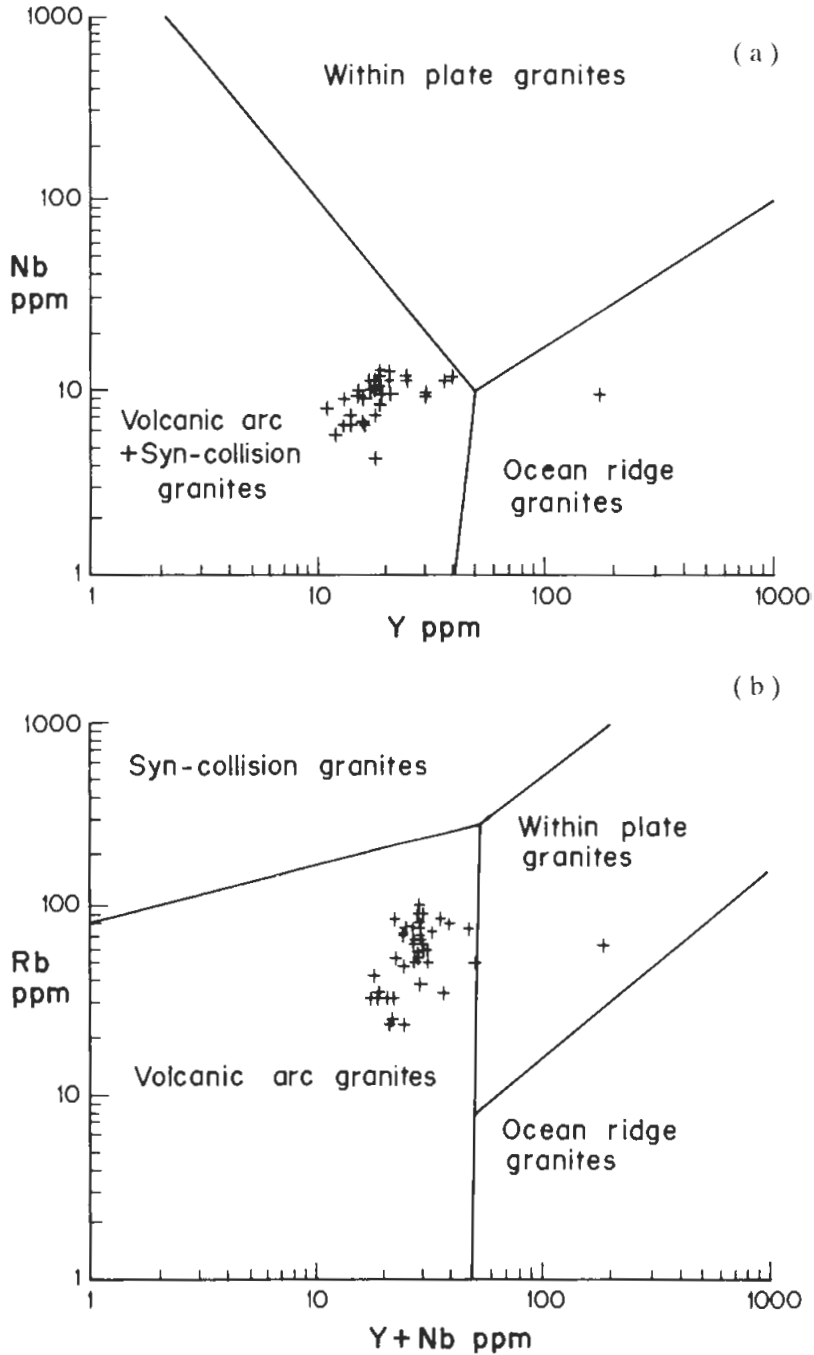 (a)
1000
Within plate granites
100
Nb
ppm
10
Volcanic arc
+Syn-collision
granites
Ocean ridge
granites
1
1
10
100
1000
Y ppm
(b)
1000
Syn-collision granites
Within plate
granites
100
Rb
ppm
Volcanic arc granites
10
Ocean ridge
granites
1
1
10
100
1000
Y+Nb ppm